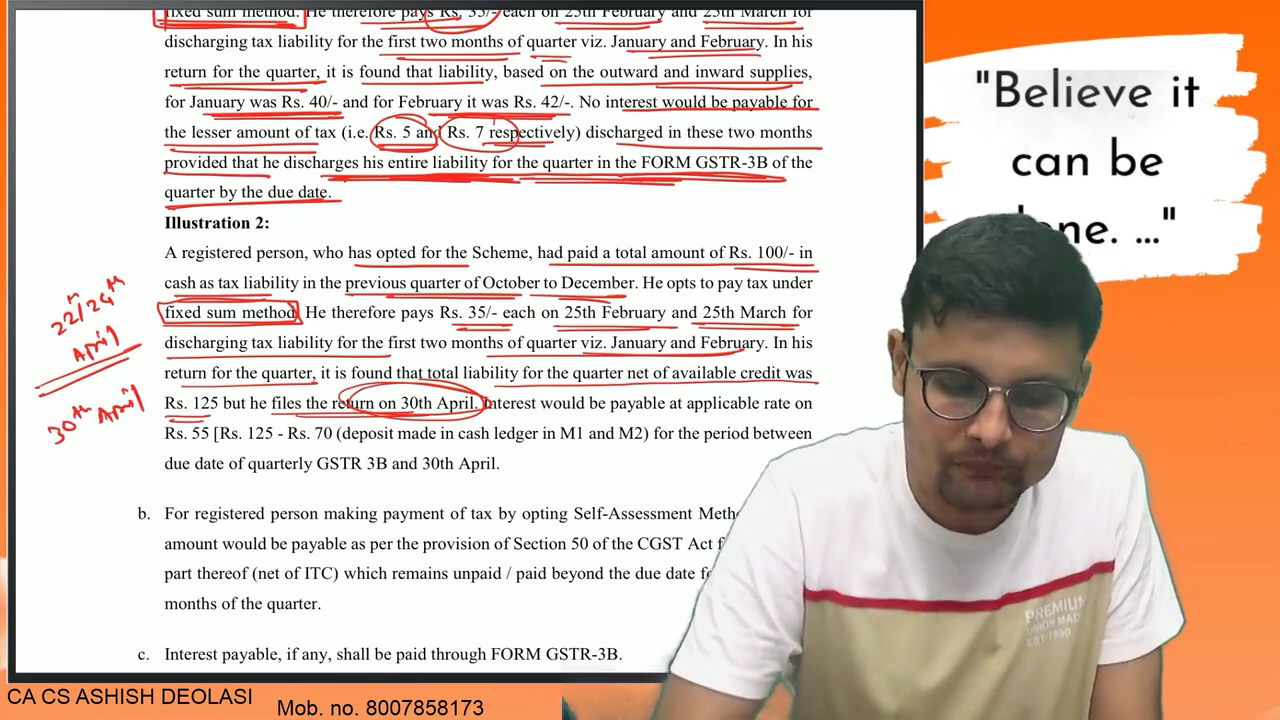 fixed sum method. He therefore pays Rs. 35/- each on 25th February and 25th March for
discharging tax liability for the first two months of quarter viz. January and February. In his
return for the quarter, it is found that liability, based on the outward and inward supplies,
for January was Rs. 40/- and for February it was Rs. 42/-. No interest would be payable for
the lesser amount of tax (i.e. Rs. 5 and Rs. 7 respectively) discharged in these two months
provided that he discharges his entire liability for the quarter in the FORM GSTR-3B of the
quarter by the due date.
Illustration 2:
A registered person, who has opted for the Scheme, had paid a total amount of Rs. 100/- in
cash as tax liability in the previous quarter of October to December. He opts to pay tax under
fixed sum method. He therefore pays Rs. 35/- each on 25th February and 25th March for
discharging tax liability for the first two months of quarter viz. January and February. In his
return for the quarter, it is found that total liability for the quarter net of available credit was
Rs. 125 but he files the return on 30th April. Interest would be payable at applicable rate on
Rs. 55 [Rs. 125 - Rs. 70 (deposit made in cash ledger in M1 and M2) for the period between
due date of quarterly GSTR 3B and 30th April.
22/24th
April
30th April
b. For registered person making payment of tax by opting Self-Assessment
amount would be payable as per the provision of Section 50 of the CGST Act
part thereof (net of ITC) which remains unpaid / paid beyond the due date
months of the quarter.
c. Interest payable, if any, shall be paid through FORM GSTR-3B.
"Believe it
can be
ne. ..."
PREMIUM
UNION MADE
EST.1990
CA CS ASHISH DEOLASI
Mob. no. 8007858173